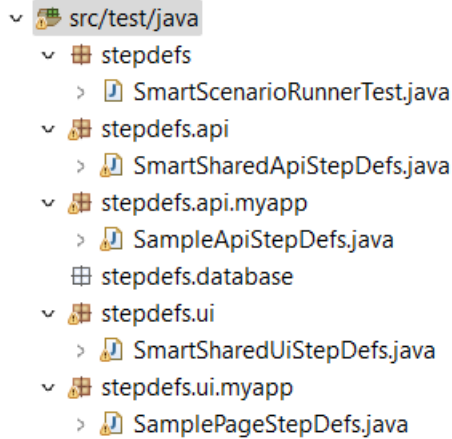 src/test/java
stepdefs
SmartScenarioRunnerTest.java
stepdefs.api
SmartSharedApiStepDefs.java
stepdefs.api.myapp
SampleApiStepDefs.java
stepdefs.database
stepdefs.ui
SmartSharedUiStepDefs.java
stepdefs.ui.myapp
SamplePageStepDefs.java